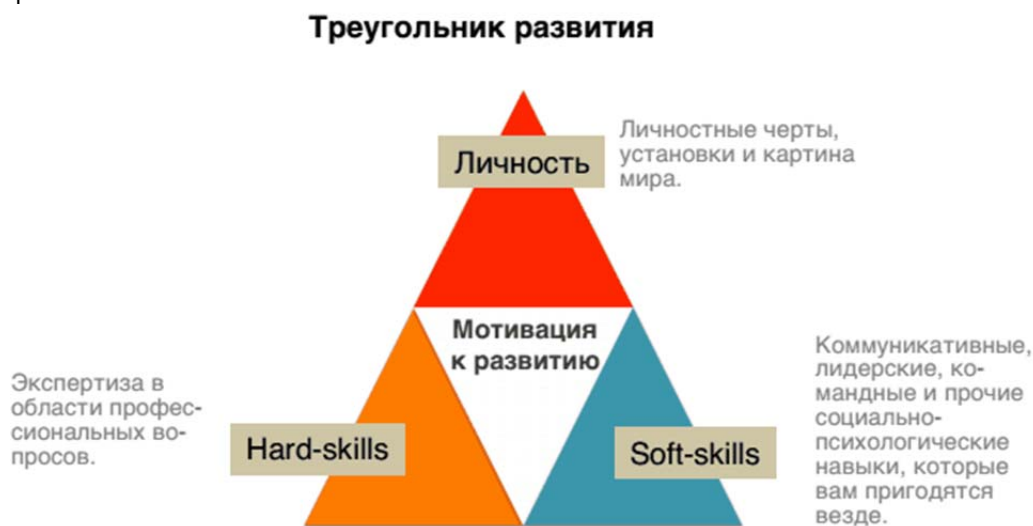 Треугольник развития
Личность
Личностные черты,
установки и картина
мира.
Мотивация
к развитию
Экспертиза в
области профес-
сиональных во-
просов.
Hard-skills
Soft-skills
Коммуникативные,
лидерские, ко-
мандные и прочие
социально-
психологические
навыки, которые
вам пригодятся
везде.